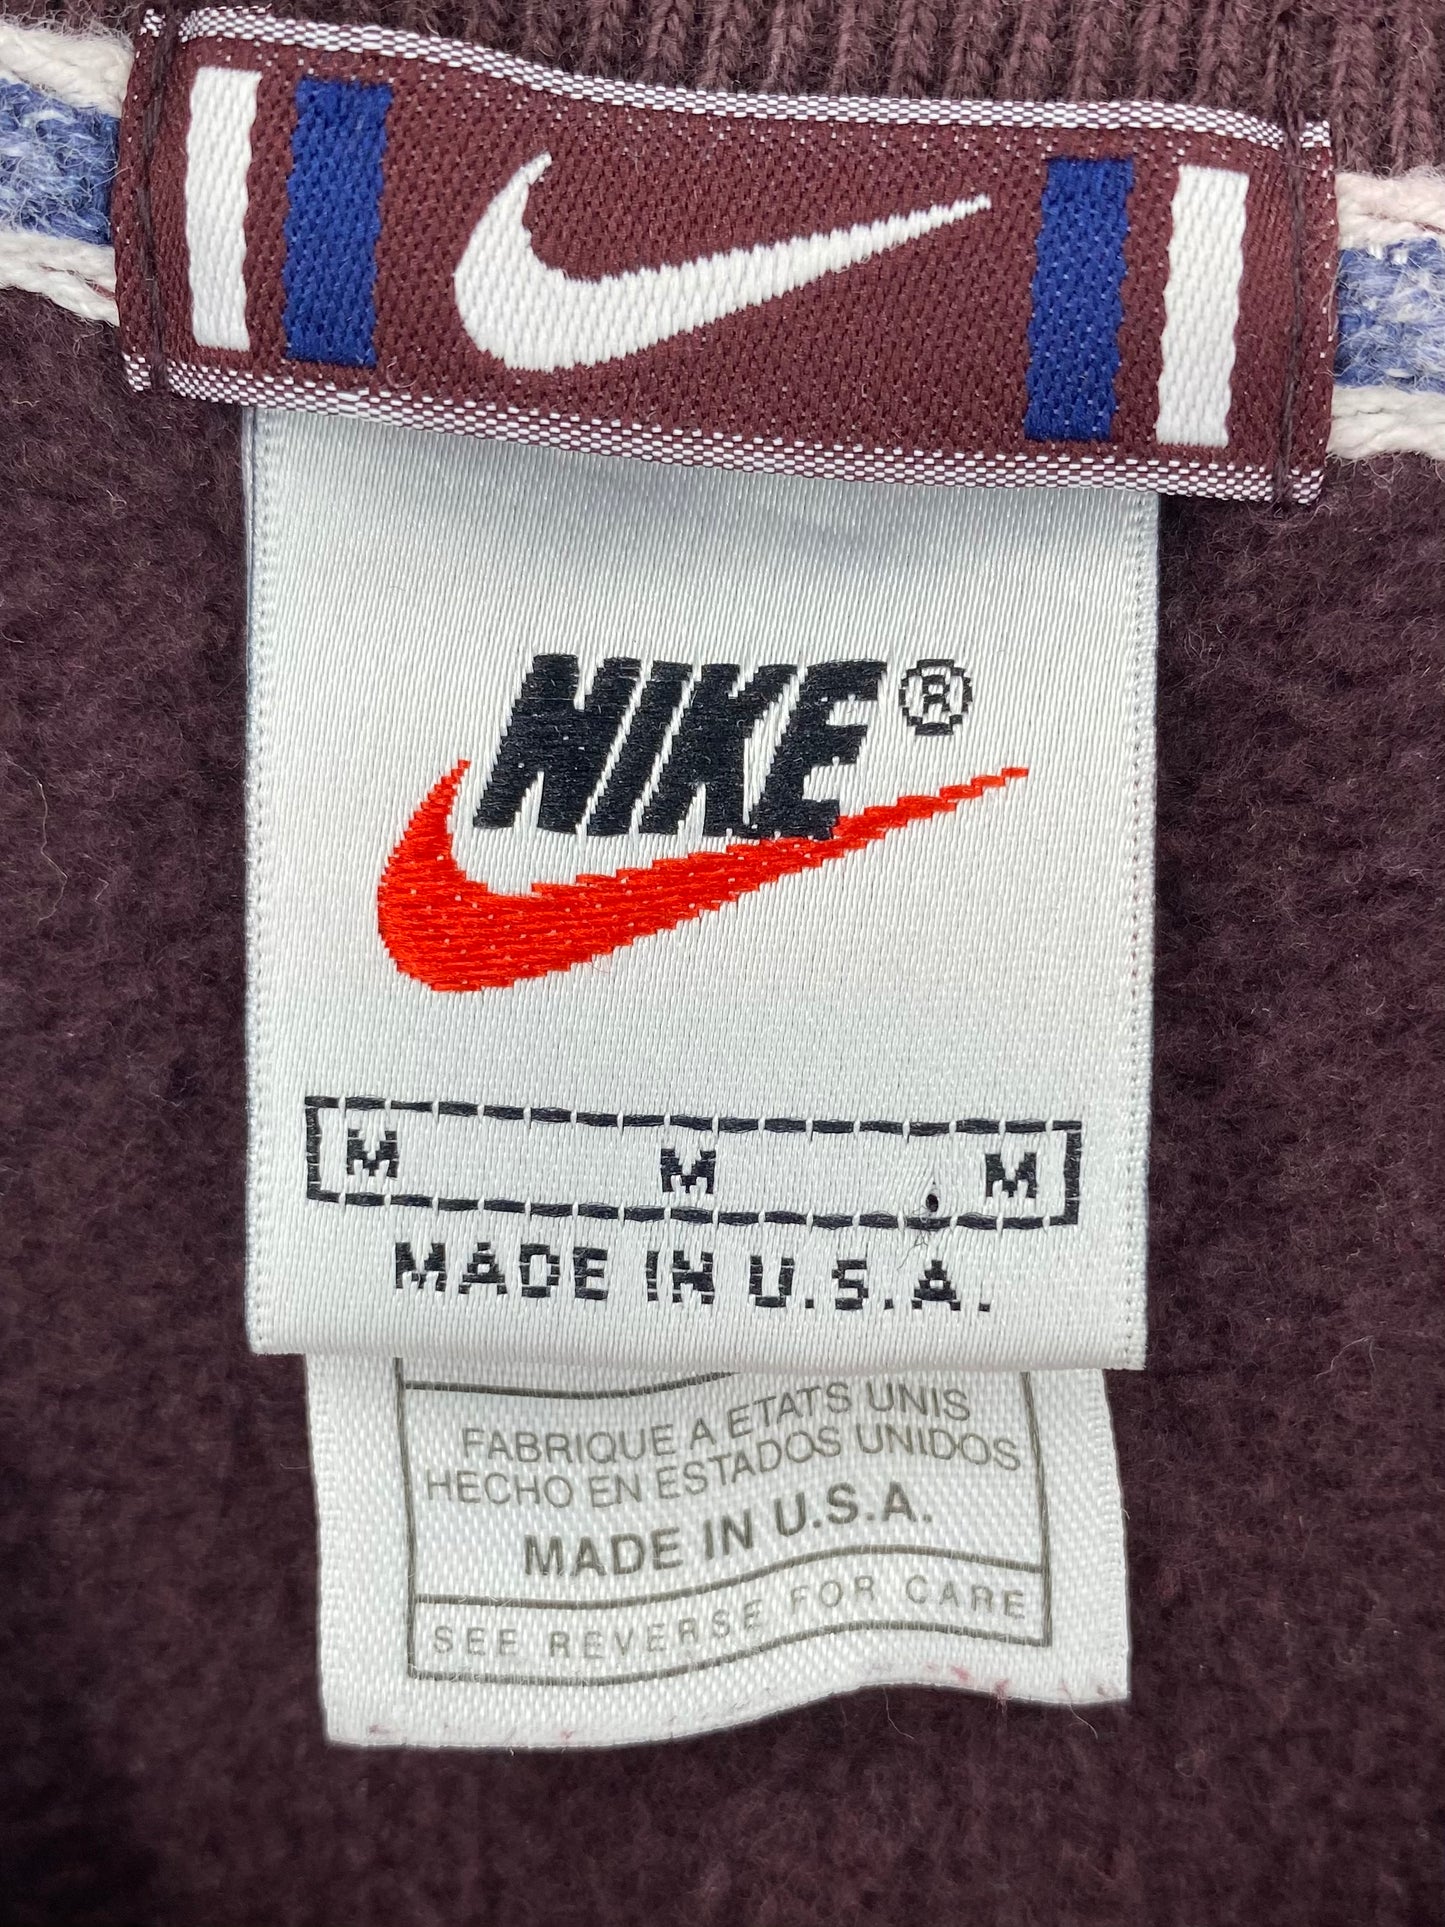 NIKE®
M M M
MADE IN U.S.A.
FABRIQUE A ETATS UNIS
HECHO EN ESTADOS UNIDOS
MADE IN U.S.A.
SEE REVERSE FOR CARE